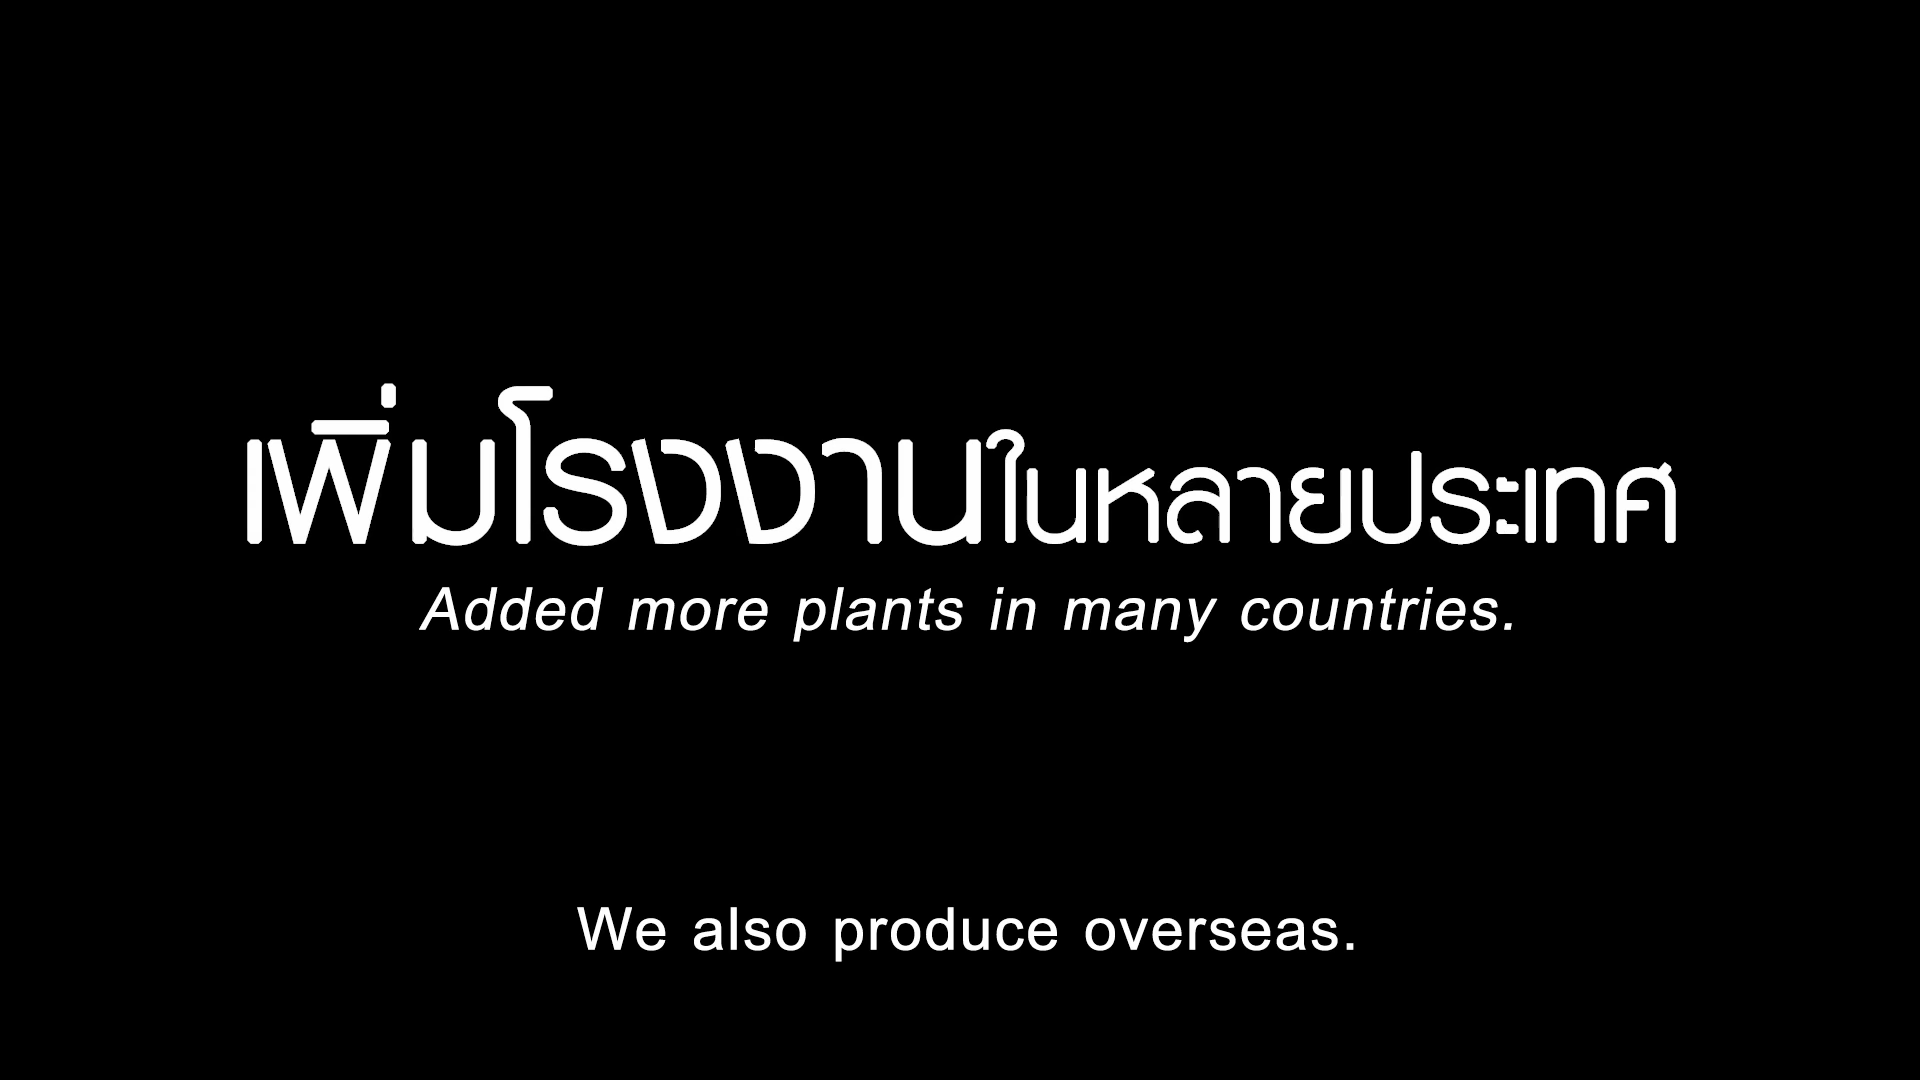 เพิ่มโรงงานในหลายประเทศ
Added more plants in many countries.
We also produce overseas.